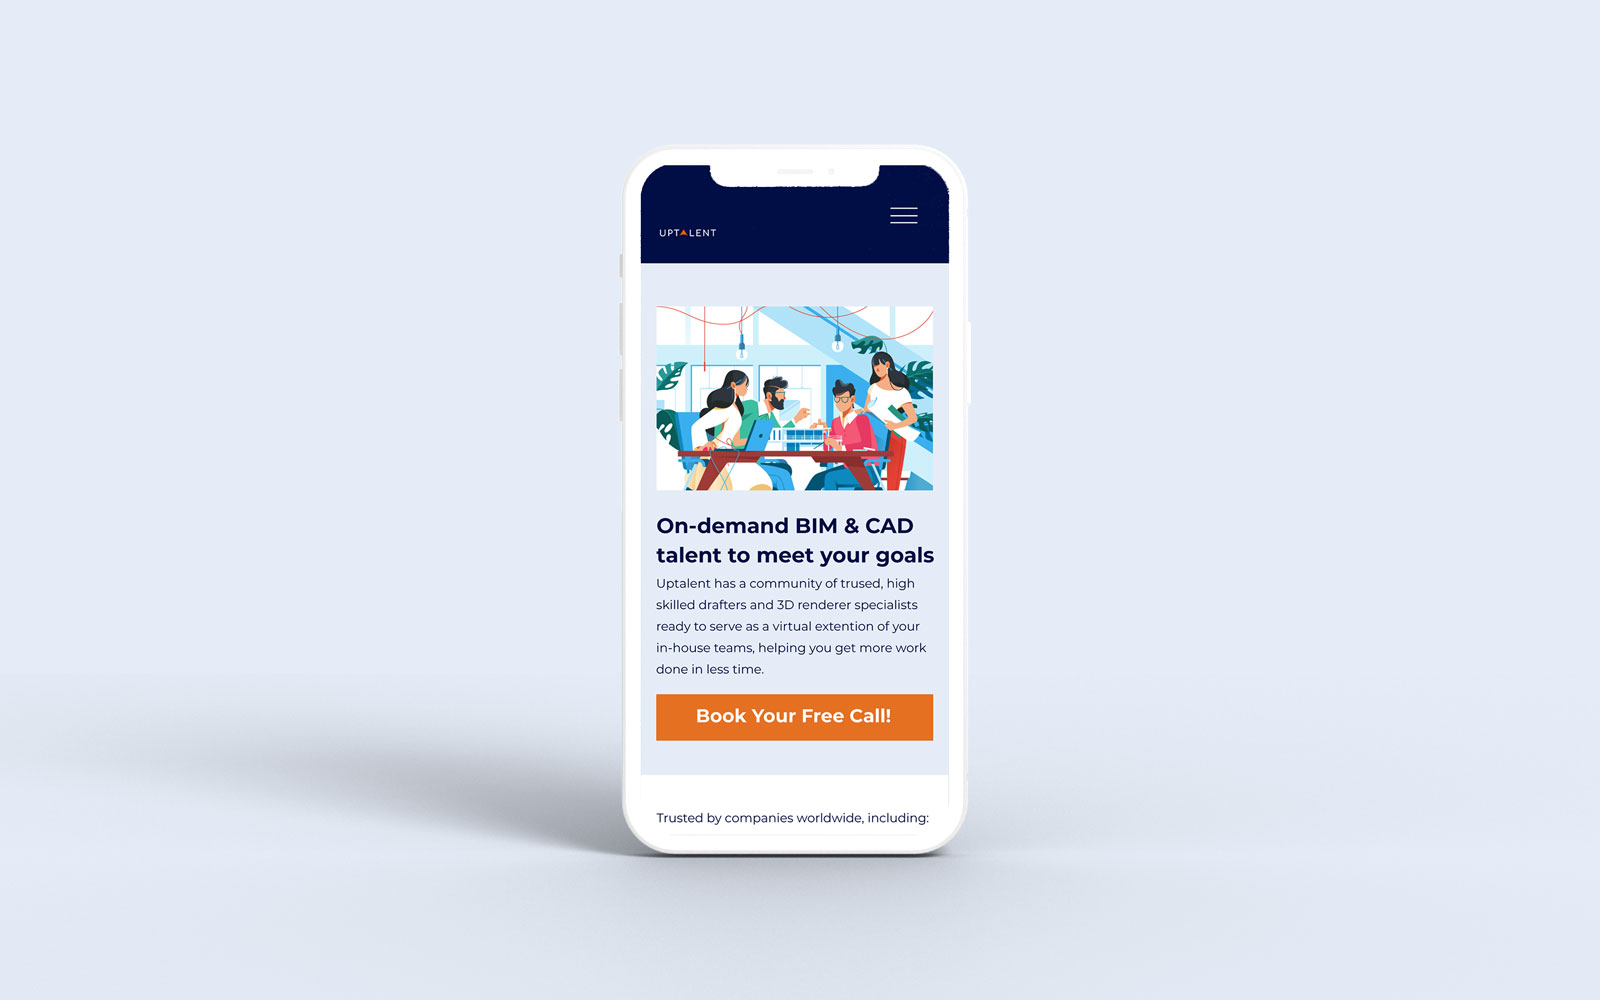 UPTALENT
On-demand BIM & CAD
talent to meet your goals
Uptalent has a community of trused, high
skilled drafters and 3D renderer specialists
ready to serve as a virtual extention of your
in-house teams, helping you get more work
done in less time.
Book Your Free Call!
Trusted by companies worldwide, including: